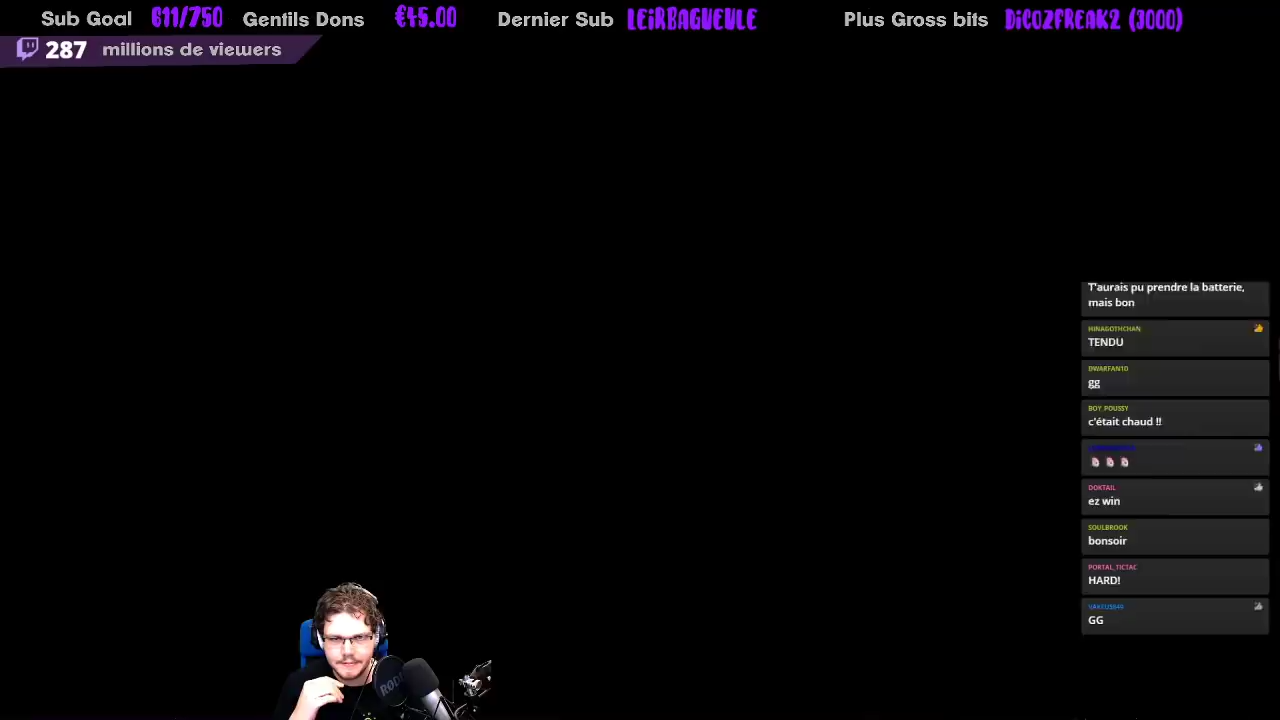 Sub Goal 611/750 Gentils Dons €45.00 Dernier Sub LEIRBAGUEULE Plus Gross bits DICOZFREAK2 (3000)
287 millions de viewers
T'aurais pu prendre la batterie,
mais bon
HINAGOTHCHAN
TENDU
DWARFAN10
gg
BOY_POUSSY
c'était chaud !!
DOKTAIL
ez win
SOULBROOK
bonsoir
PORTAL_TICTAC
HARD!
GG
RODE